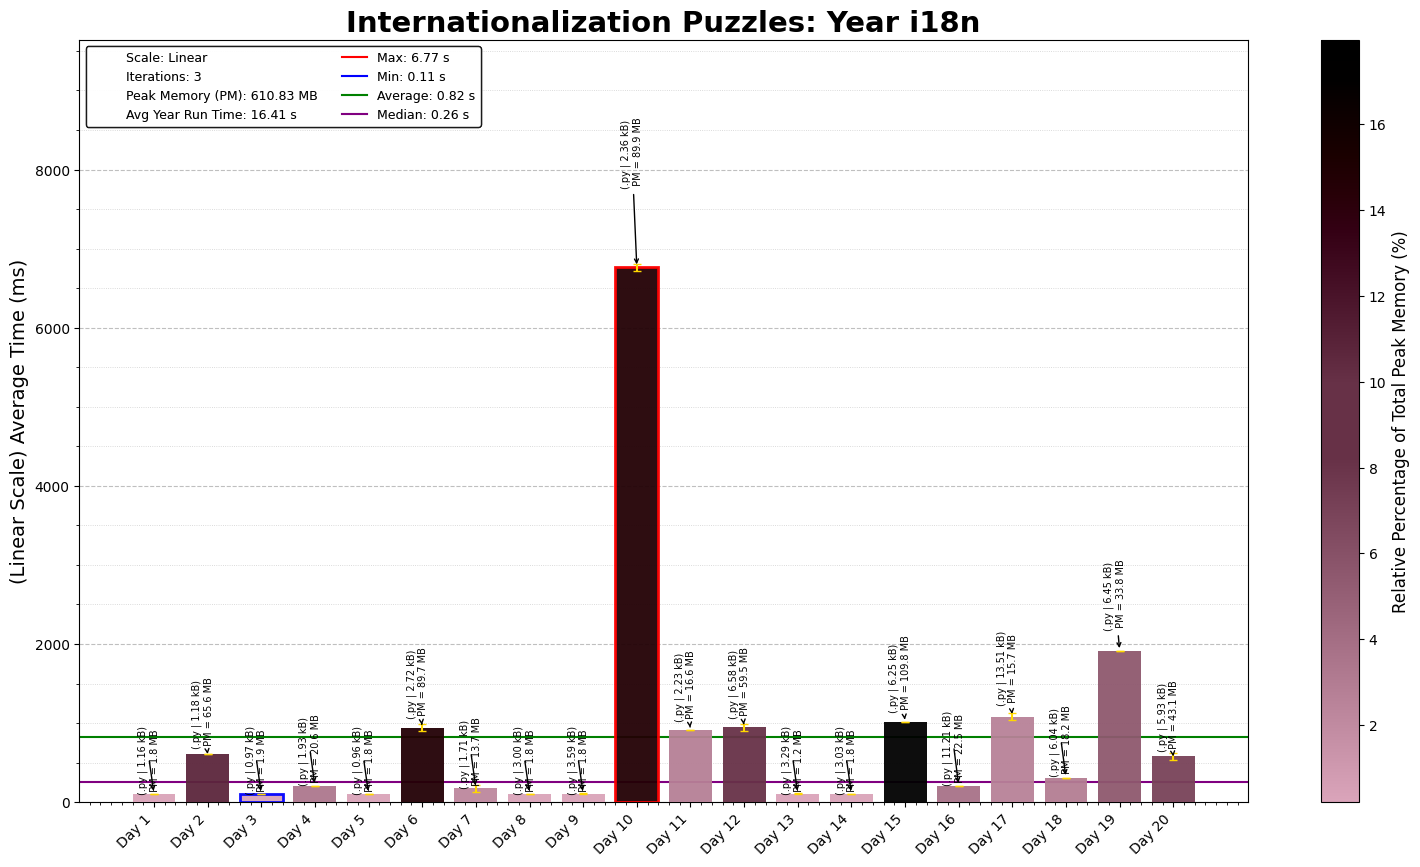 Internationalization Puzzles: Year i18n
Scale: Linear
Iterations: 3
Peak Memory (PM): 610.83 MB
Avg Year Run Time: 16.41 s
Max: 6.77 s
Min: 0.11 s
Average: 0.82 s
Median: 0.26 s
(Linear Scale) Average Time (ms)
8000
6000
4000
2000
0
(.py | 1.16 kB)
PM = 1.8 MB
(.py | 1.18 kB)
PM = 65.6 MB
(.py | 0.97 kB)
PM = 1.9 MB
(.py | 1.93 kB)
PM = 20.6 MB
(.py | 0.96 kB)
PM = 1.8 MB
(.py | 2.72 kB)
PM = 89.7 MB
(.py | 1.71 kB)
PM = 13.7 MB
(.py | 3.00 kB)
PM = 1.8 MB
(.py | 3.59 kB)
PM = 1.8 MB
(.py | 2.36 kB)
PM = 89.9 MB
(.py | 2.23 kB)
PM = 16.6 MB
(.py | 6.58 kB)
PM = 59.5 MB
(.py | 3.29 kB)
PM = 1.2 MB
(.py | 3.03 kB)
PM = 1.8 MB
(.py | 6.25 kB)
PM = 109.8 MB
(.py | 11.21 kB)
PM = 22.5 MB
(.py | 13.51 kB)
PM = 15.7 MB
(.py | 6.04 kB)
PM = 18.2 MB
(.py | 6.45 kB)
PM = 33.8 MB
(.py | 5.93 kB)
PM = 43.1 MB
Day 1
Day 2
Day 3
Day 4
Day 5
Day 6
Day 7
Day 8
Day 9
Day 10
Day 11
Day 12
Day 13
Day 14
Day 15
Day 16
Day 17
Day 18
Day 19
Day 20
16
14
12
10
8
6
4
2
Relative Percentage of Total Peak Memory (%)